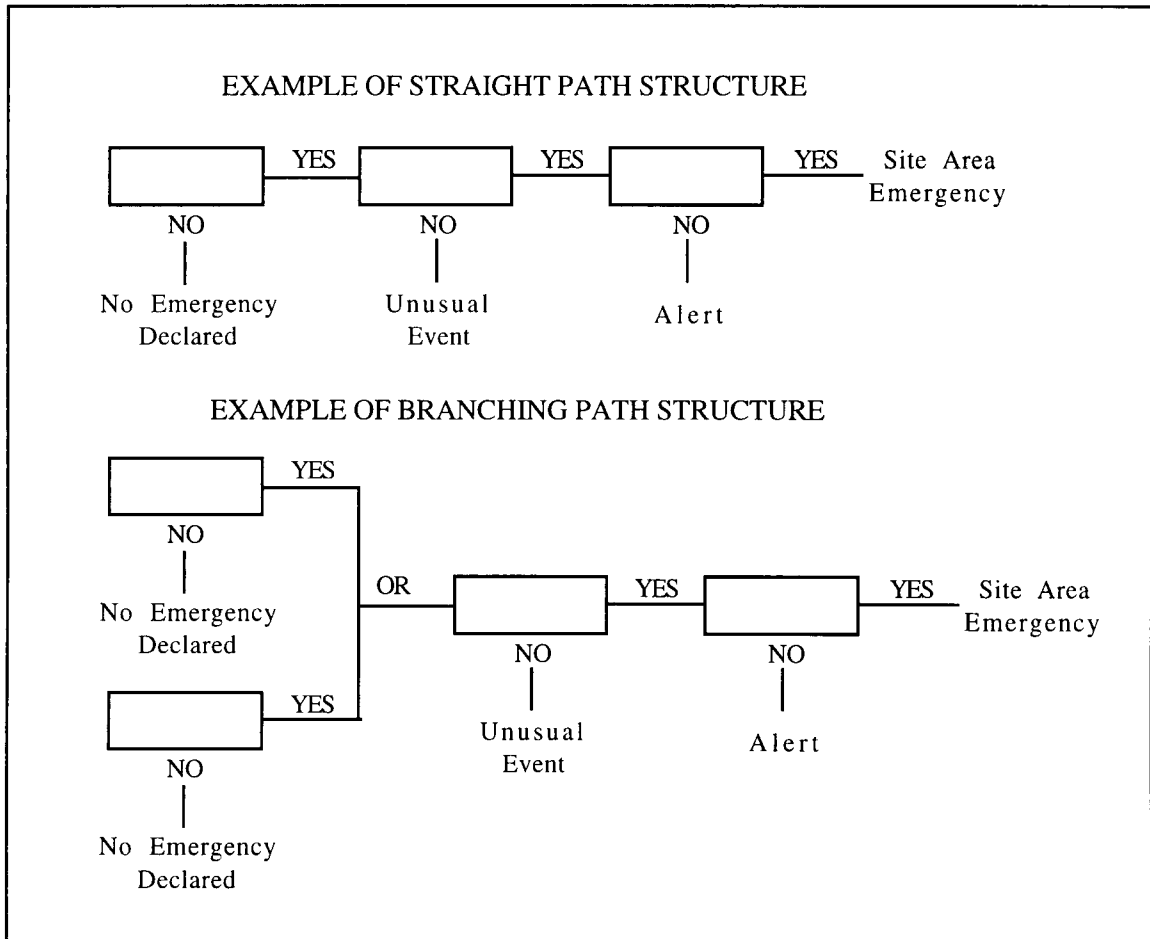 EXAMPLE OF STRAIGHT PATH STRUCTURE
YES YES YES Site Area
Emergency
NO NO NO
No Emergency Unusual Alert
Declared Event
EXAMPLE OF BRANCHING PATH STRUCTURE
YES
NO
No Emergency
Declared
OR YES YES Site Area
Emergency
NO NO
Unusual Alert
Event
YES
NO
No Emergency
Declared